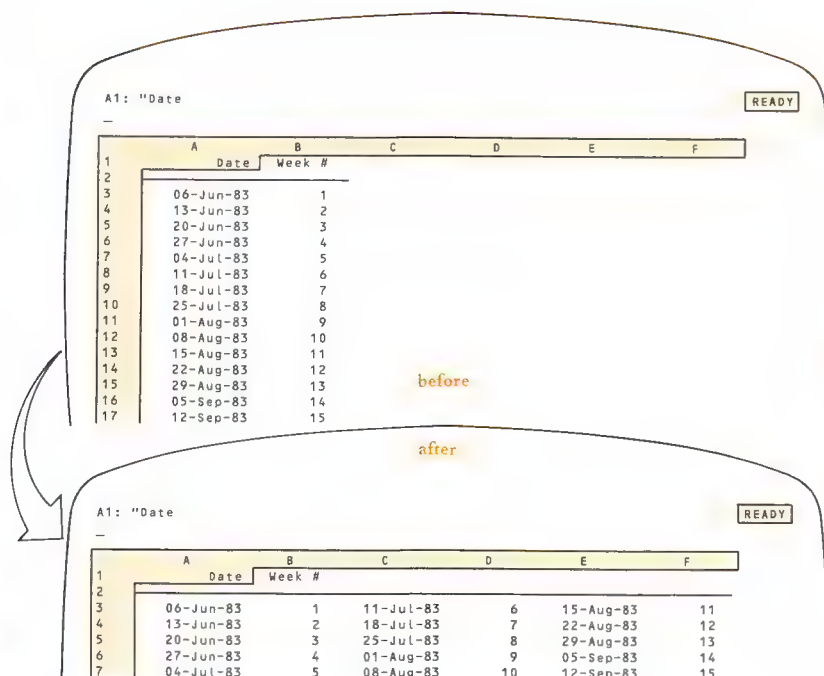 A1: "Date READY
A B C D E F
1 Date Week #
2
3 06-Jun-83 1
4 13-Jun-83 2
5 20-Jun-83 3
6 27-Jun-83 4
7 04-Jul-83 5
8 11-Jul-83 6
9 18-Jul-83 7
10 25-Jul-83 8
11 01-Aug-83 9
12 08-Aug-83 10
13 15-Aug-83 11
14 22-Aug-83 12
15 29-Aug-83 13
before
16 05-Sep-83 14
17 12-Sep-83 15
after
A1: "Date READY
A B C D E F
1 Date Week #
2
3 06-Jun-83 1 11-Jul-83 6 15-Aug-83 11
4 13-Jun-83 2 18-Jul-83 7 22-Aug-83 12
5 20-Jun-83 3 25-Jul-83 8 29-Aug-83 13
6 27-Jun-83 4 01-Aug-83 9 05-Sep-83 14
7 04-Jul-83 5 08-Aug-83 10 12-Sep-83 15